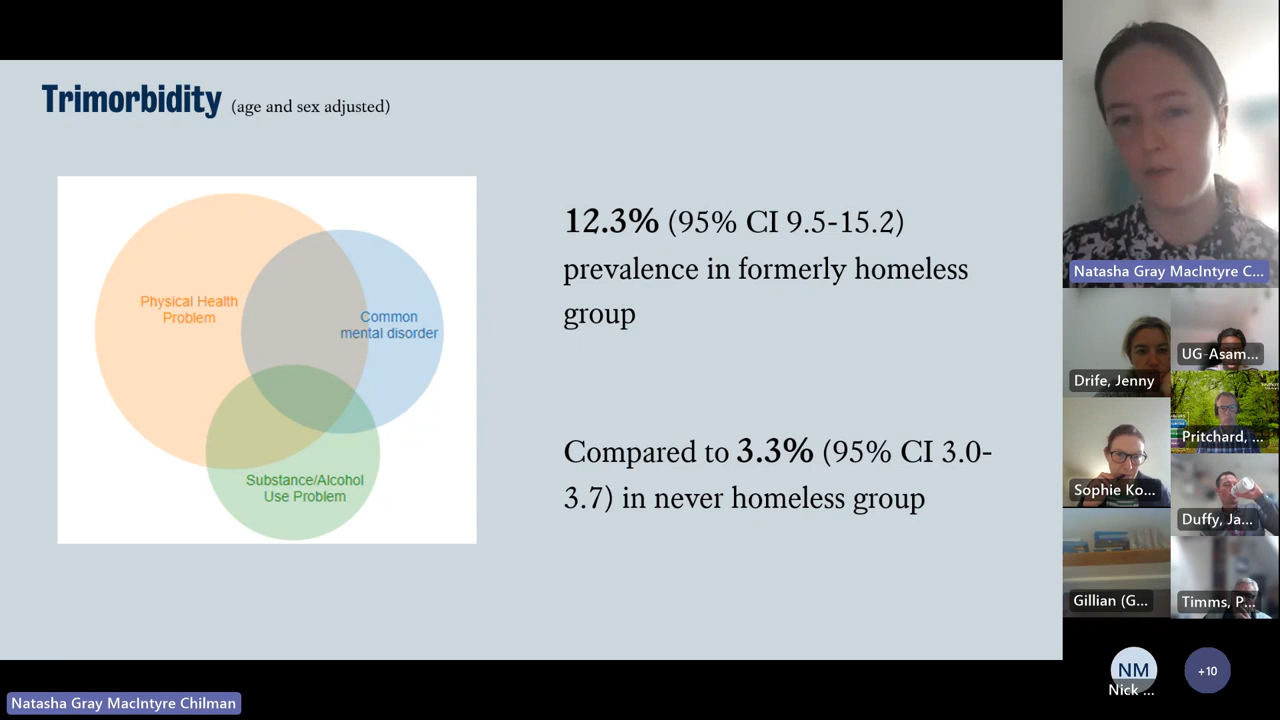 Trimorbidity (age and sex adjusted)
Physical Health
Problem
Common
mental disorder
Substance/Alcohol
Use Problem
12.3% (95% CI 9.5-15.2)
prevalence in formerly homeless
group
Compared to 3.3% (95% CI 3.0-
3.7) in never homeless group
Natasha Gray MacIntyre C...
Drife, Jenny
UG-Asam...
Pritchard, ...
Sophie Ko...
Duffy, Ja...
Gillian (G...
Timms, P...
NM
Nick ...
+10
Natasha Gray MacIntyre Chilman